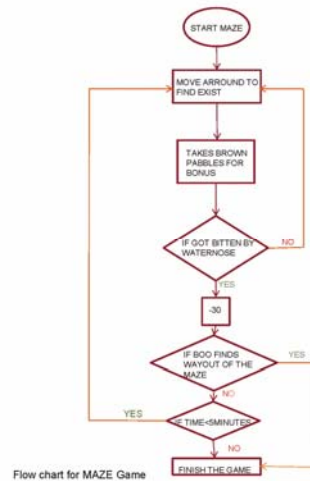 START MAZE
MOVE ARROUND TO
FIND EXIST
TAKES BROWN
PABBLES FOR
BONUS
IF GOT BITTEN BY
WATERNOSE
NO
YES
-30
IF BOO FINDS
WAYOUT OF THE
MAZE
YES
NO
YES
IF TIME<5MINUTES
NO
FINISH THE GAME
Flow chart for MAZE Game